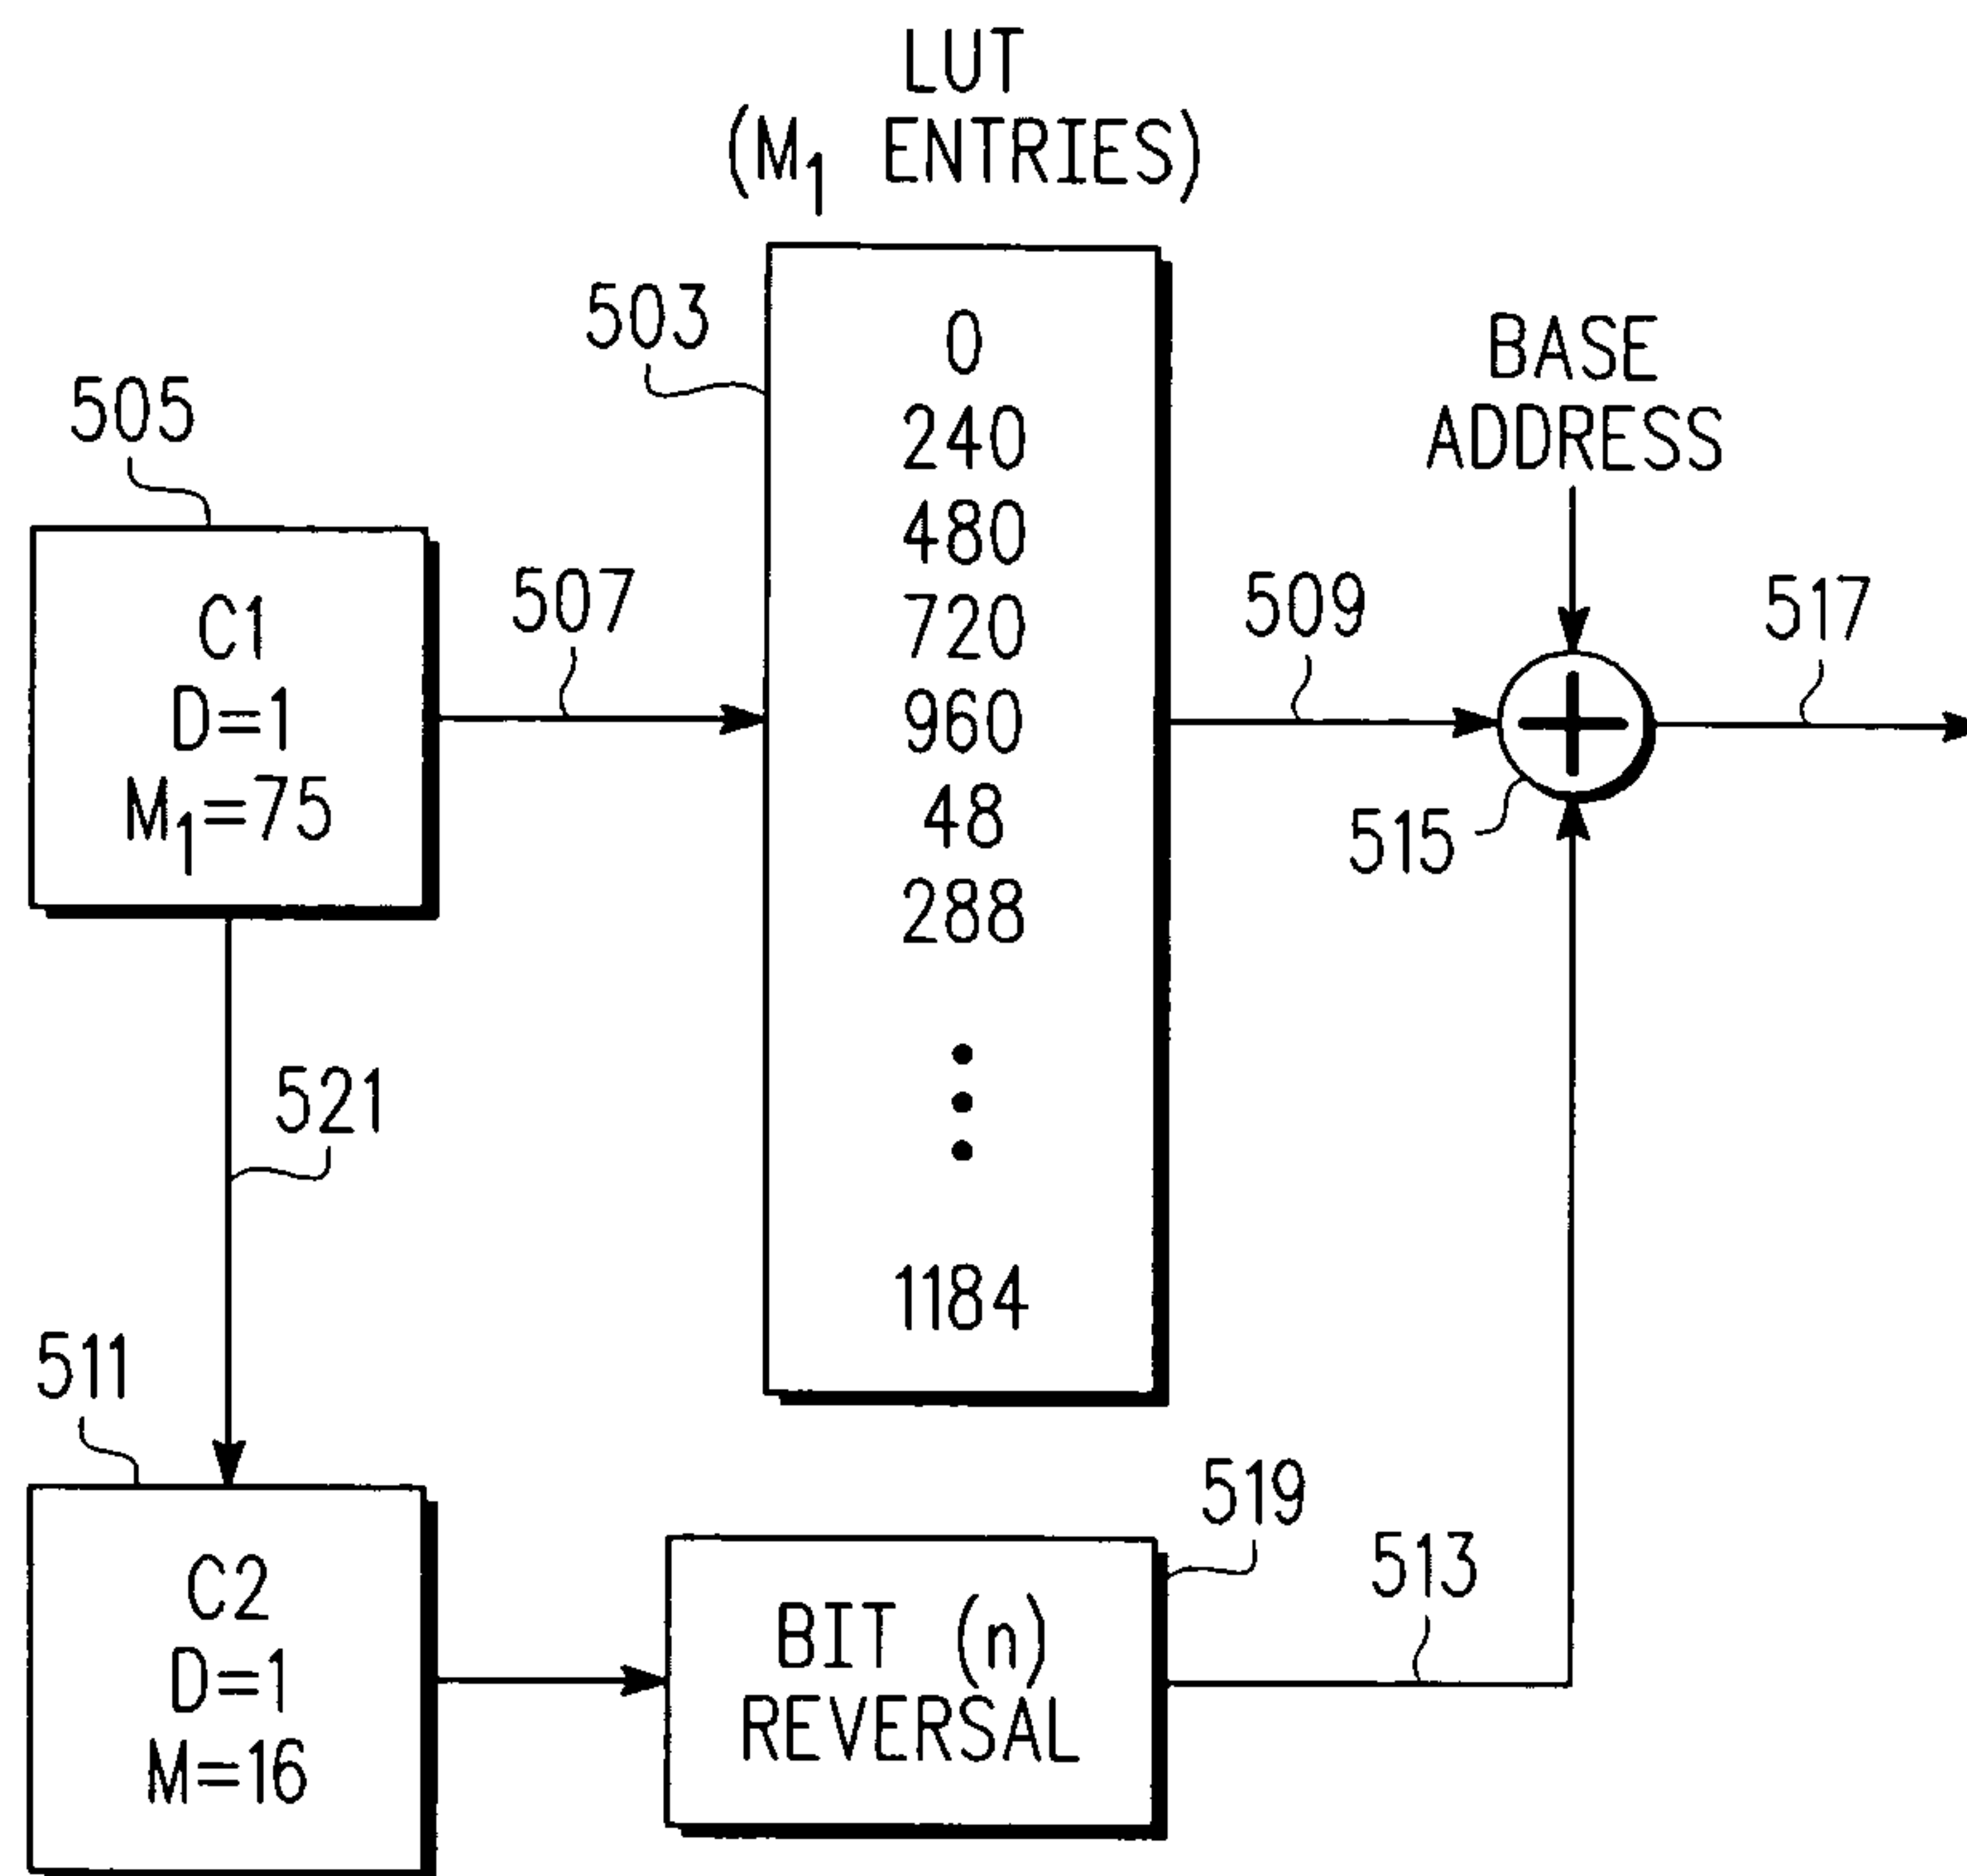 LUT
(M1 ENTRIES)
503
0
240
480
720
960
48
288
1184
BASE
ADDRESS
505
C1
D=1
M1=75
507
509
517
515
521
511
C2
D=1
M=16
519
BIT (n)
REVERSAL
513